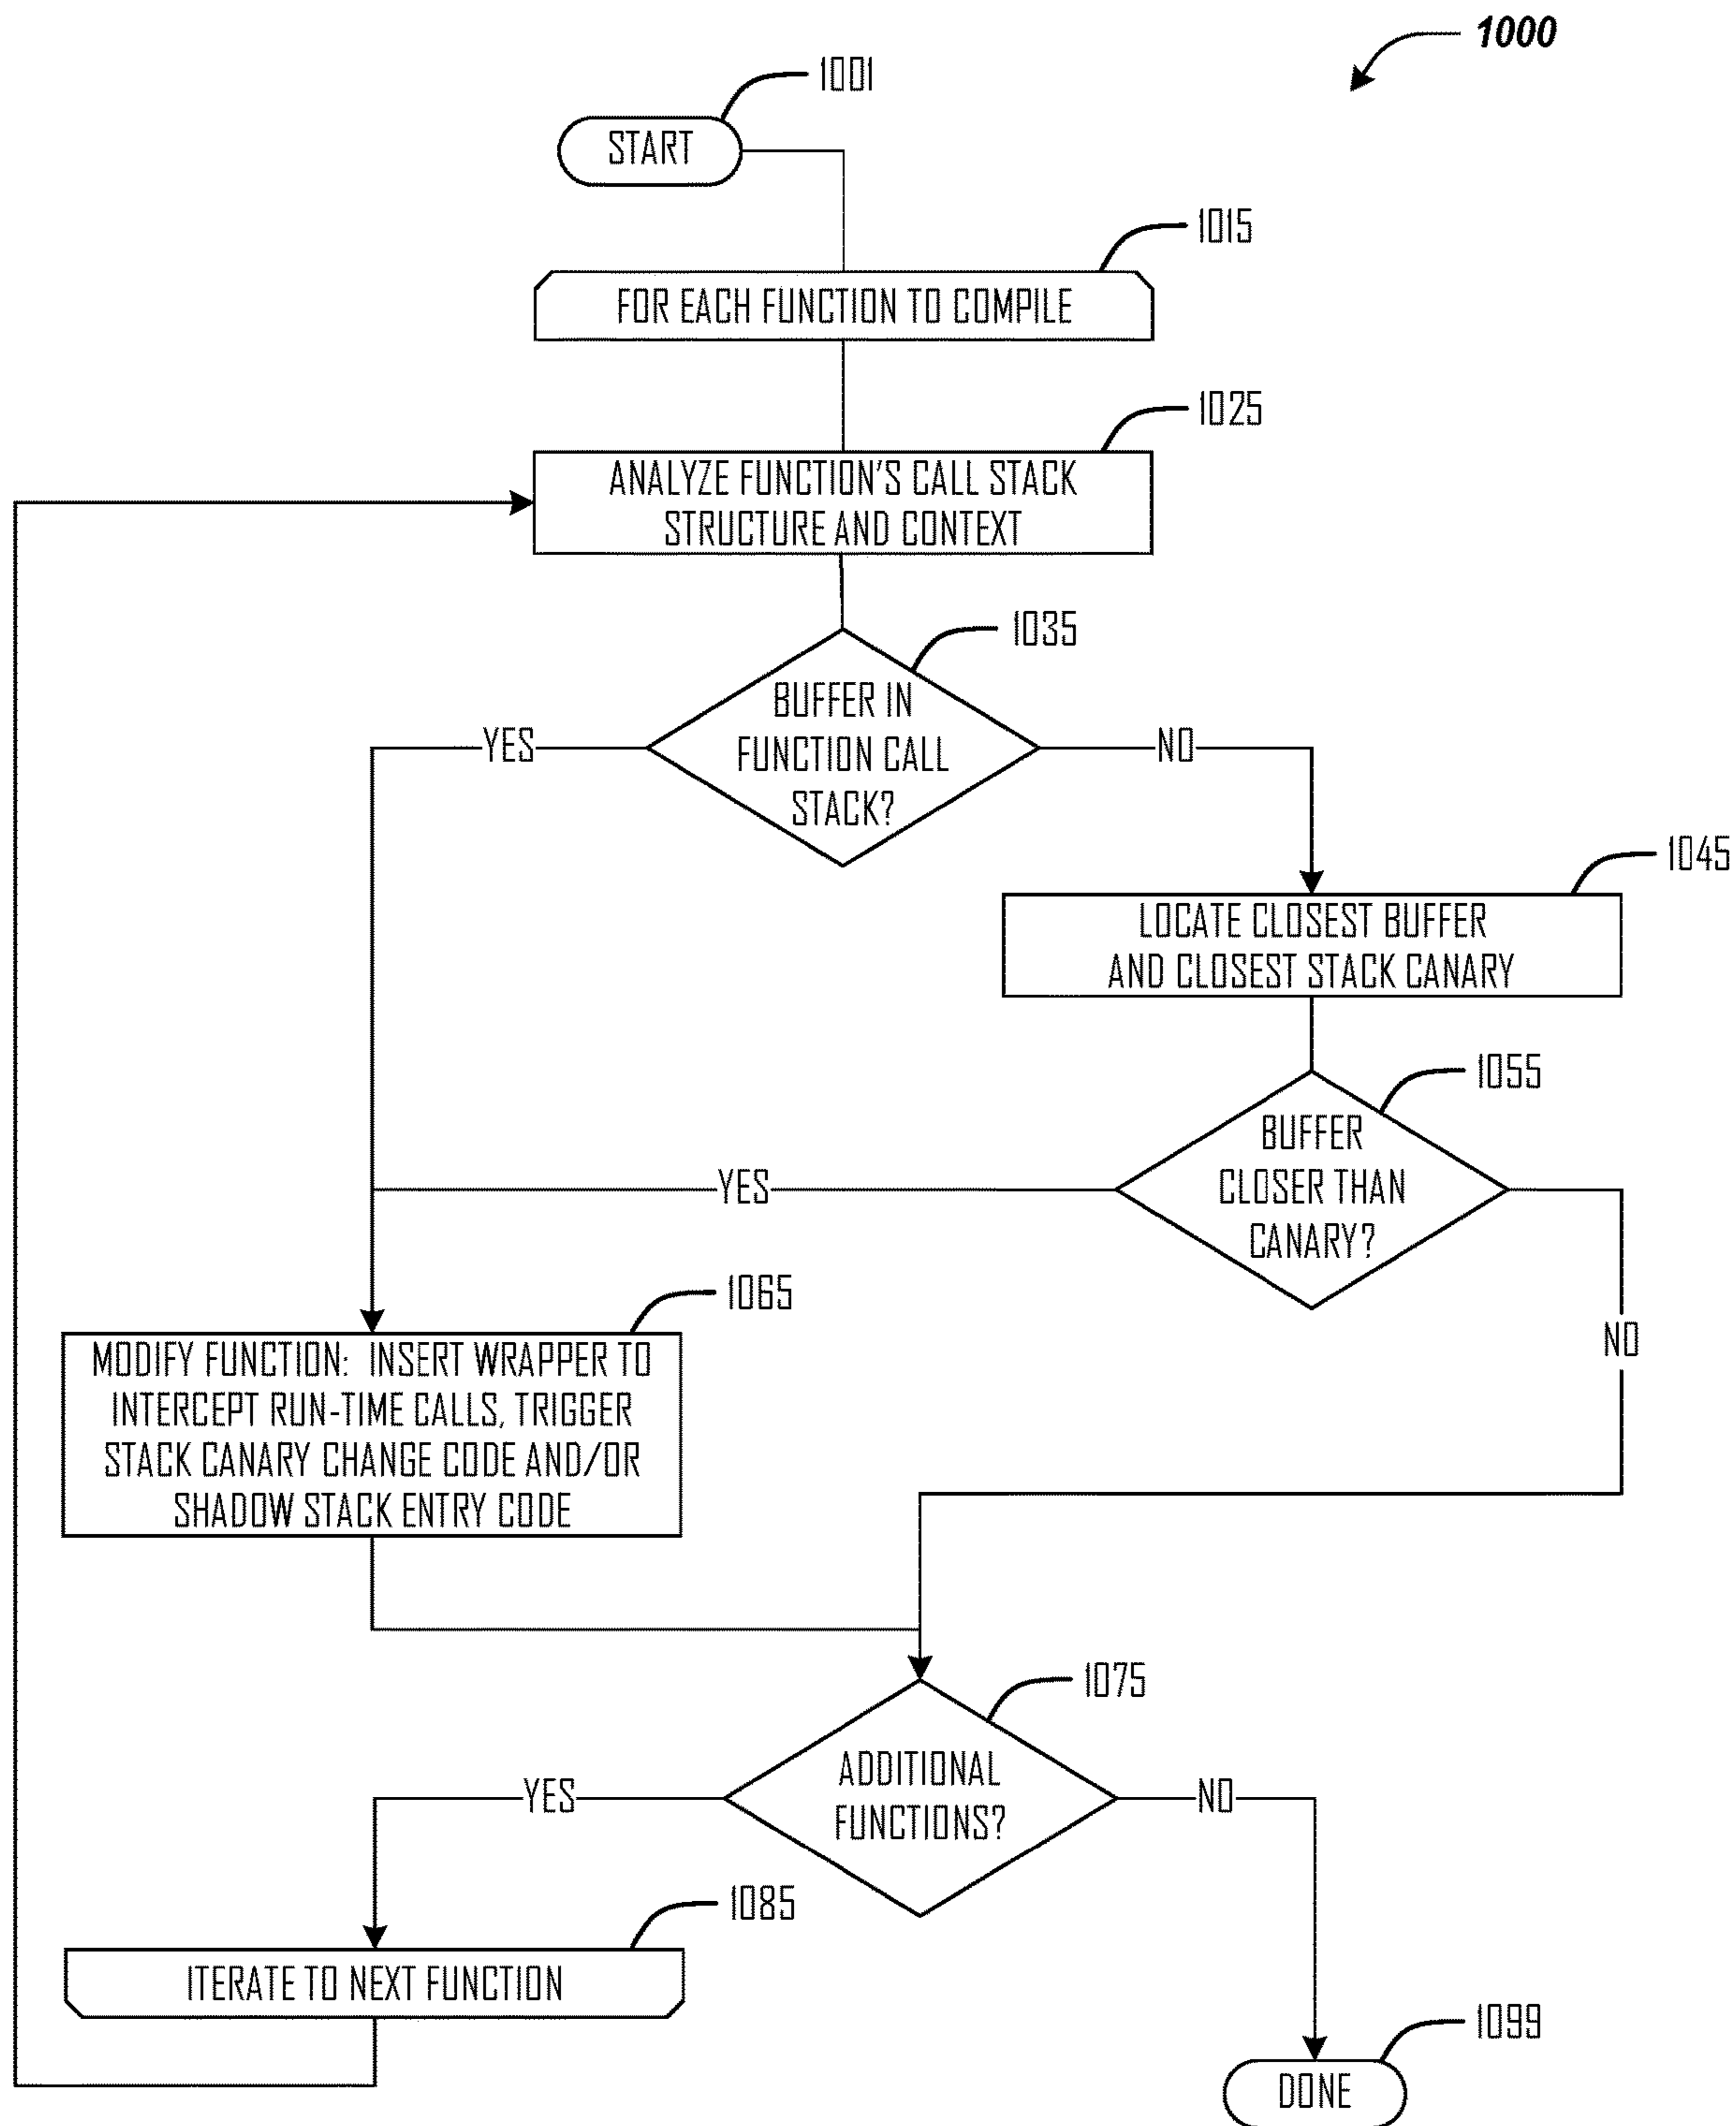 1000
1001
START
1015
FOR EACH FUNCTION TO COMPILE
1025
ANALYZE FUNCTION'S CALL STACK
STRUCTURE AND CONTEXT
1035
BUFFER IN
FUNCTION CALL
STACK?
YES
NO
1045
LOCATE CLOSEST BUFFER
AND CLOSEST STACK CANARY
1055
BUFFER
CLOSER THAN
CANARY?
YES
NO
1065
MODIFY FUNCTION: INSERT WRAPPER TO
INTERCEPT RUN-TIME CALLS, TRIGGER
STACK CANARY CHANGE CODE AND/OR
SHADOW STACK ENTRY CODE
1075
ADDITIONAL
FUNCTIONS?
YES
NO
1085
ITERATE TO NEXT FUNCTION
1099
DONE